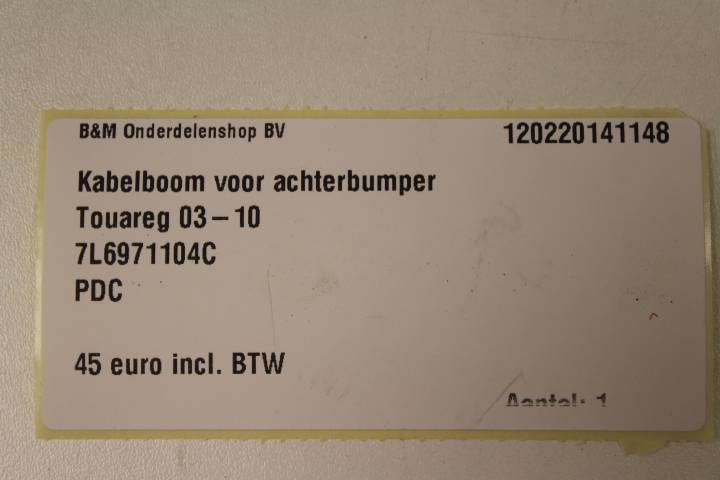 B&M Onderdelenshop BV
120220141148
Kabelboom voor achterbumper
Touareg 03 – 10
7L6971104C
PDC
45 euro incl. BTW
Aantal: 1